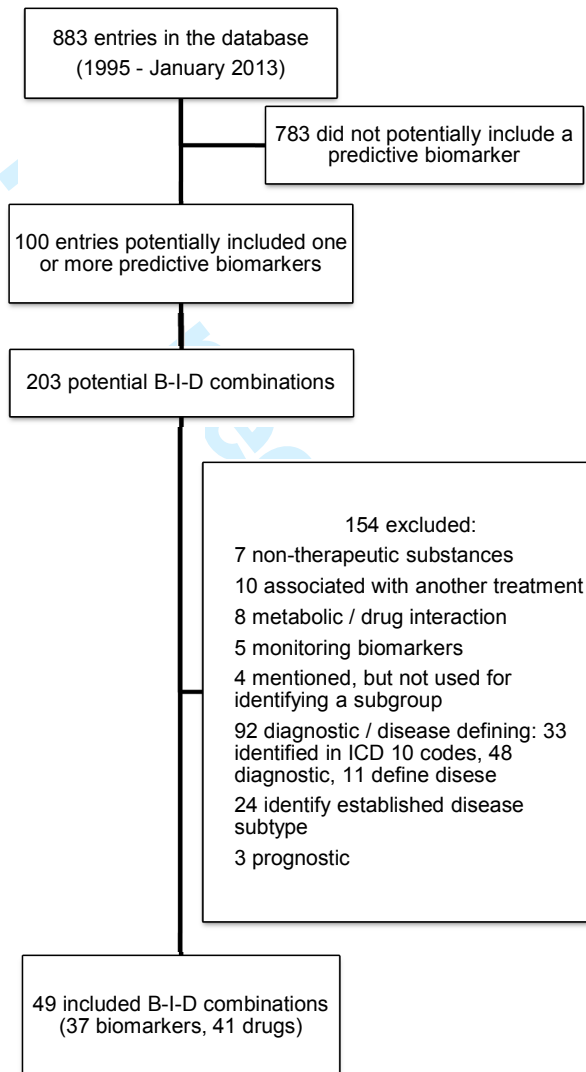 883 entries in the database
(1995 - January 2013)
783 did not potentially include a
predictive biomarker
100 entries potentially included one
or more predictive biomarkers
203 potential B-I-D combinations
154 excluded:
7 non-therapeutic substances
10 associated with another treatment
8 metabolic / drug interaction
5 monitoring biomarkers
4 mentioned, but not used for
identifying a subgroup
92 diagnostic / disease defining: 33
identified in ICD 10 codes, 48
diagnostic, 11 define disese
24 identify established disease
subtype
3 prognostic
49 included B-I-D combinations
(37 biomarkers, 41 drugs)